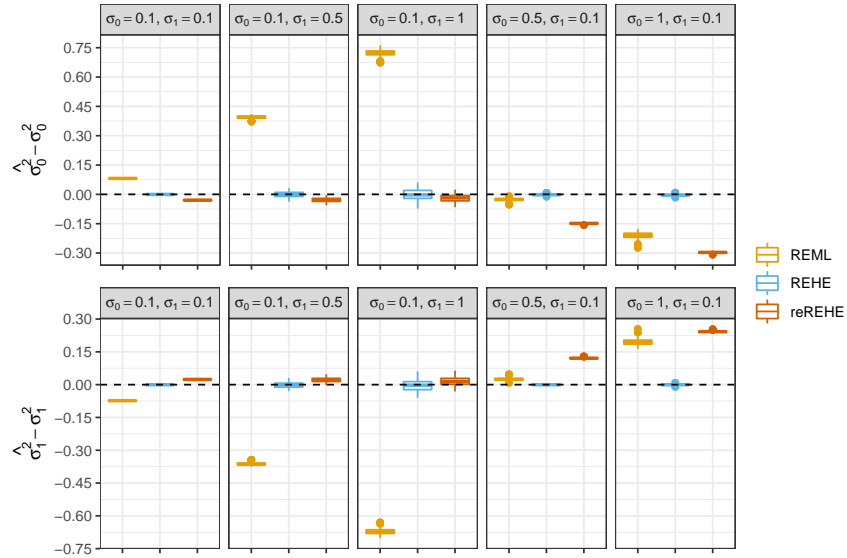 σ₀ = 0.1, σ₁ = 0.1
σ₀ = 0.1, σ₁ = 0.5
σ₀ = 0.1, σ₁ = 1
σ₀ = 0.5, σ₁ = 0.1
σ₀ = 1, σ₁ = 0.1
0.75
0.60
0.45
0.30
0.15
0.00
−0.15
−0.30
σ̂₀² − σ₀²
σ₀ = 0.1, σ₁ = 0.1
σ₀ = 0.1, σ₁ = 0.5
σ₀ = 0.1, σ₁ = 1
σ₀ = 0.5, σ₁ = 0.1
σ₀ = 1, σ₁ = 0.1
0.30
0.15
0.00
−0.15
−0.30
−0.45
−0.60
−0.75
σ̂₁² − σ₁²
REML
REHE
reREHE